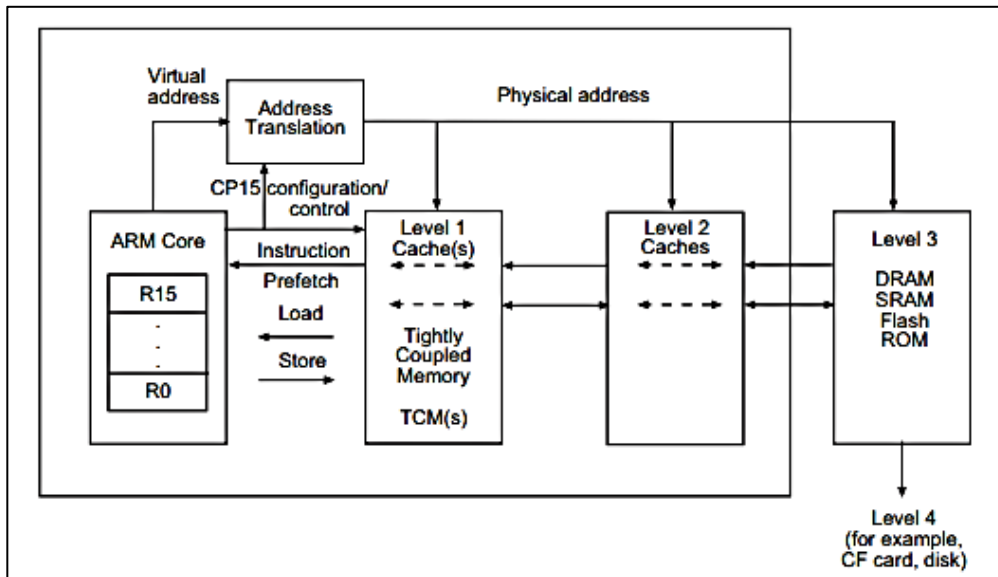 Virtual
address
Address
Translation
Physical address
CP15 configuration/
control
ARM Core
R15
.
.
.
R0
Instruction
Prefetch
Load
Store
Level 1
Cache(s)
Tightly
Coupled
Memory
TCM(s)
Level 2
Caches
Level 3
DRAM
SRAM
Flash
ROM
Level 4
(for example,
CF card, disk)